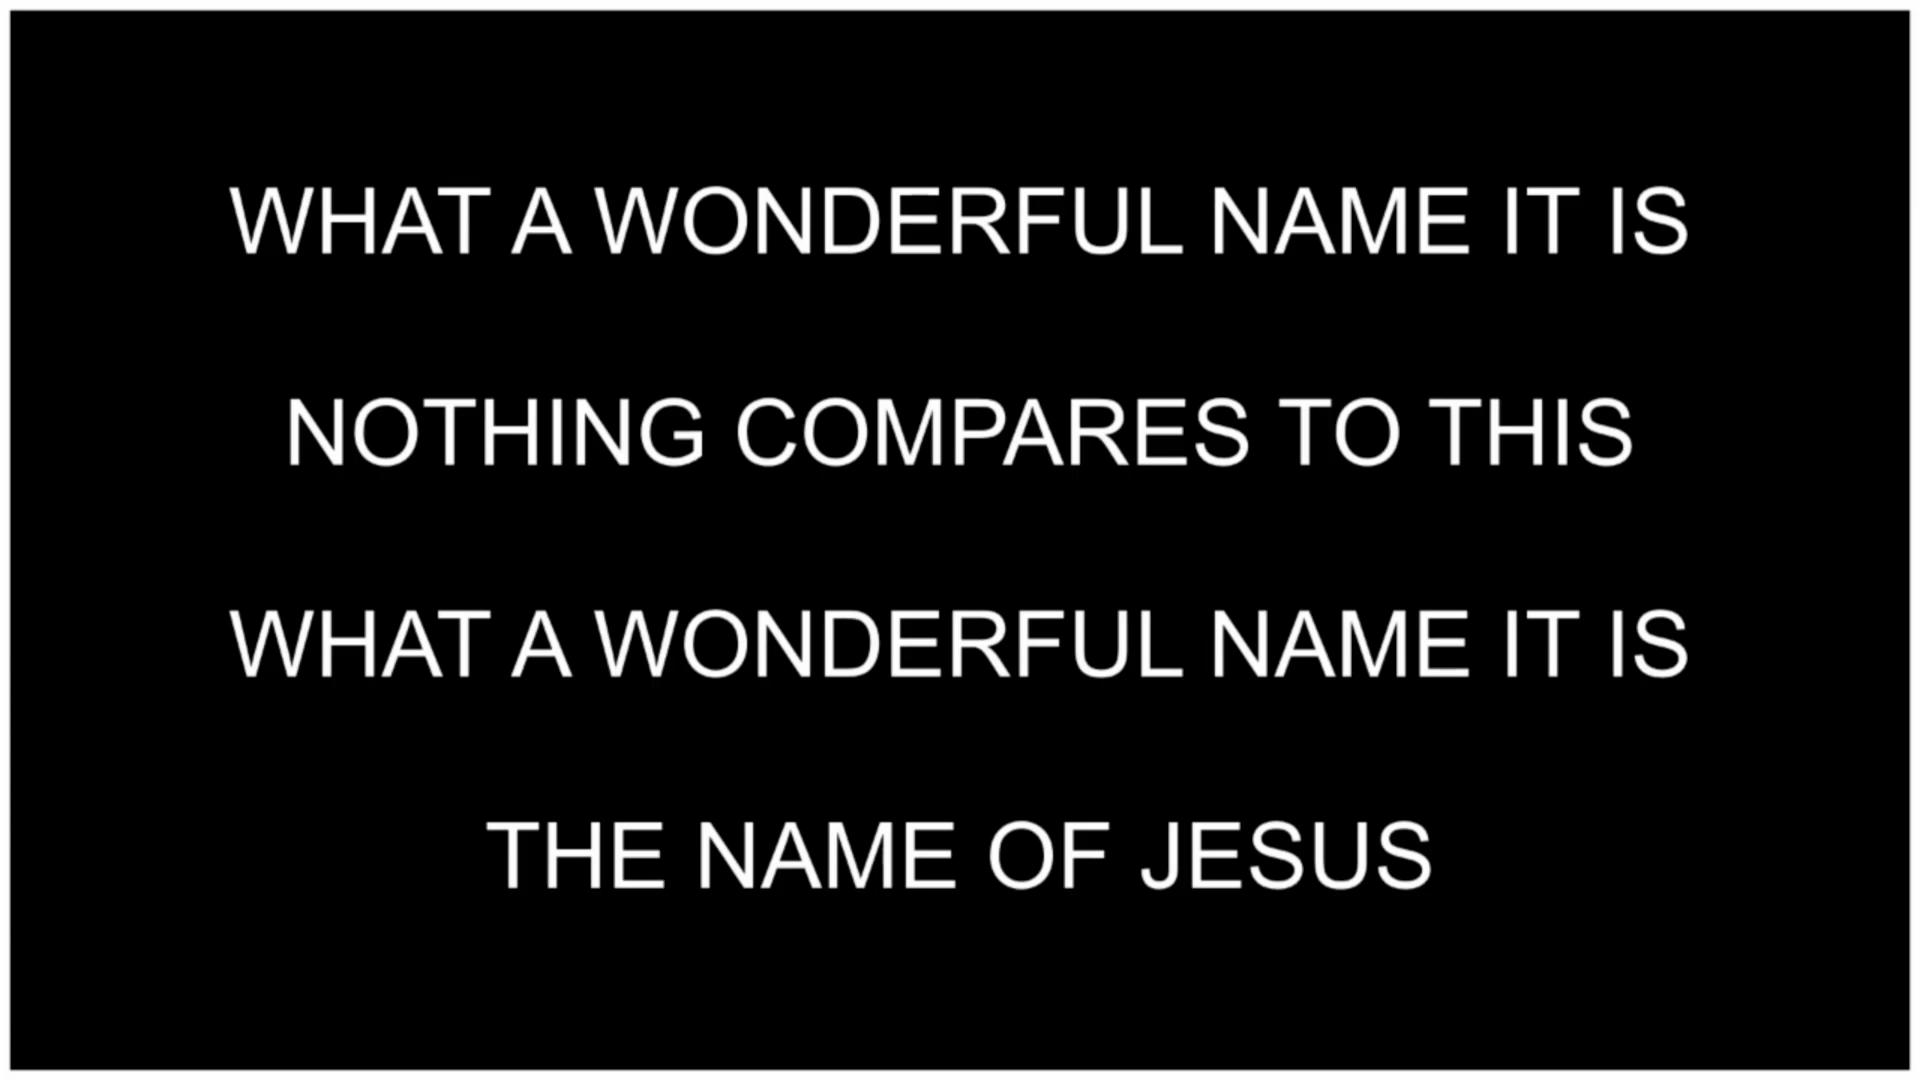 WHAT A WONDERFUL NAME IT IS
NOTHING COMPARES TO THIS
WHAT A WONDERFUL NAME IT IS
THE NAME OF JESUS